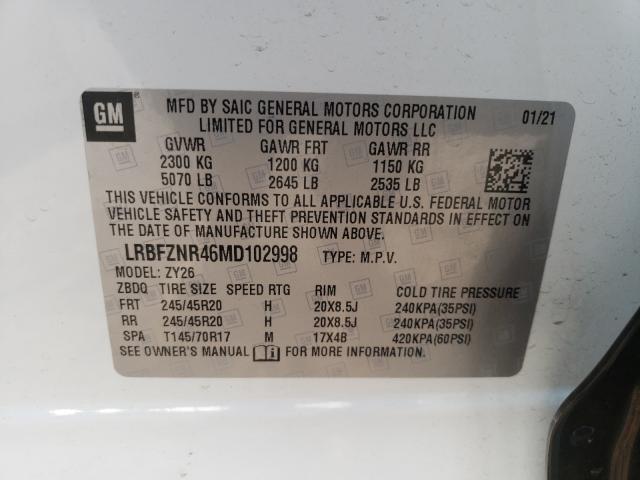 GM
MFD BY SAIC GENERAL MOTORS CORPORATION 01/21
LIMITED FOR GENERAL MOTORS LLC
GVWR GAWR FRT GAWR RR
2300 KG 1200 KG 1150 KG
5070 LB 2645 LB 2535 LB
THIS VEHICLE CONFORMS TO ALL APPLICABLE U.S. FEDERAL MOTOR
VEHICLE SAFETY AND THEFT PREVENTION STANDARDS IN EFFECT ON
THE DATE OF MANUFACTURE SHOWN ABOVE.
LRBFZNR46MD102998 TYPE: M.P.V.
MODEL: ZY26
ZBDQ TIRE SIZE SPEED RTG RIM COLD TIRE PRESSURE
FRT 245/45R20 H 20X8.5J 240KPA(35PSI)
RR 245/45R20 H 20X8.5J 240KPA(35PSI)
SPA T145/70R17 M 17X4B 420KPA(60PSI)
SEE OWNER'S MANUAL FOR MORE INFORMATION